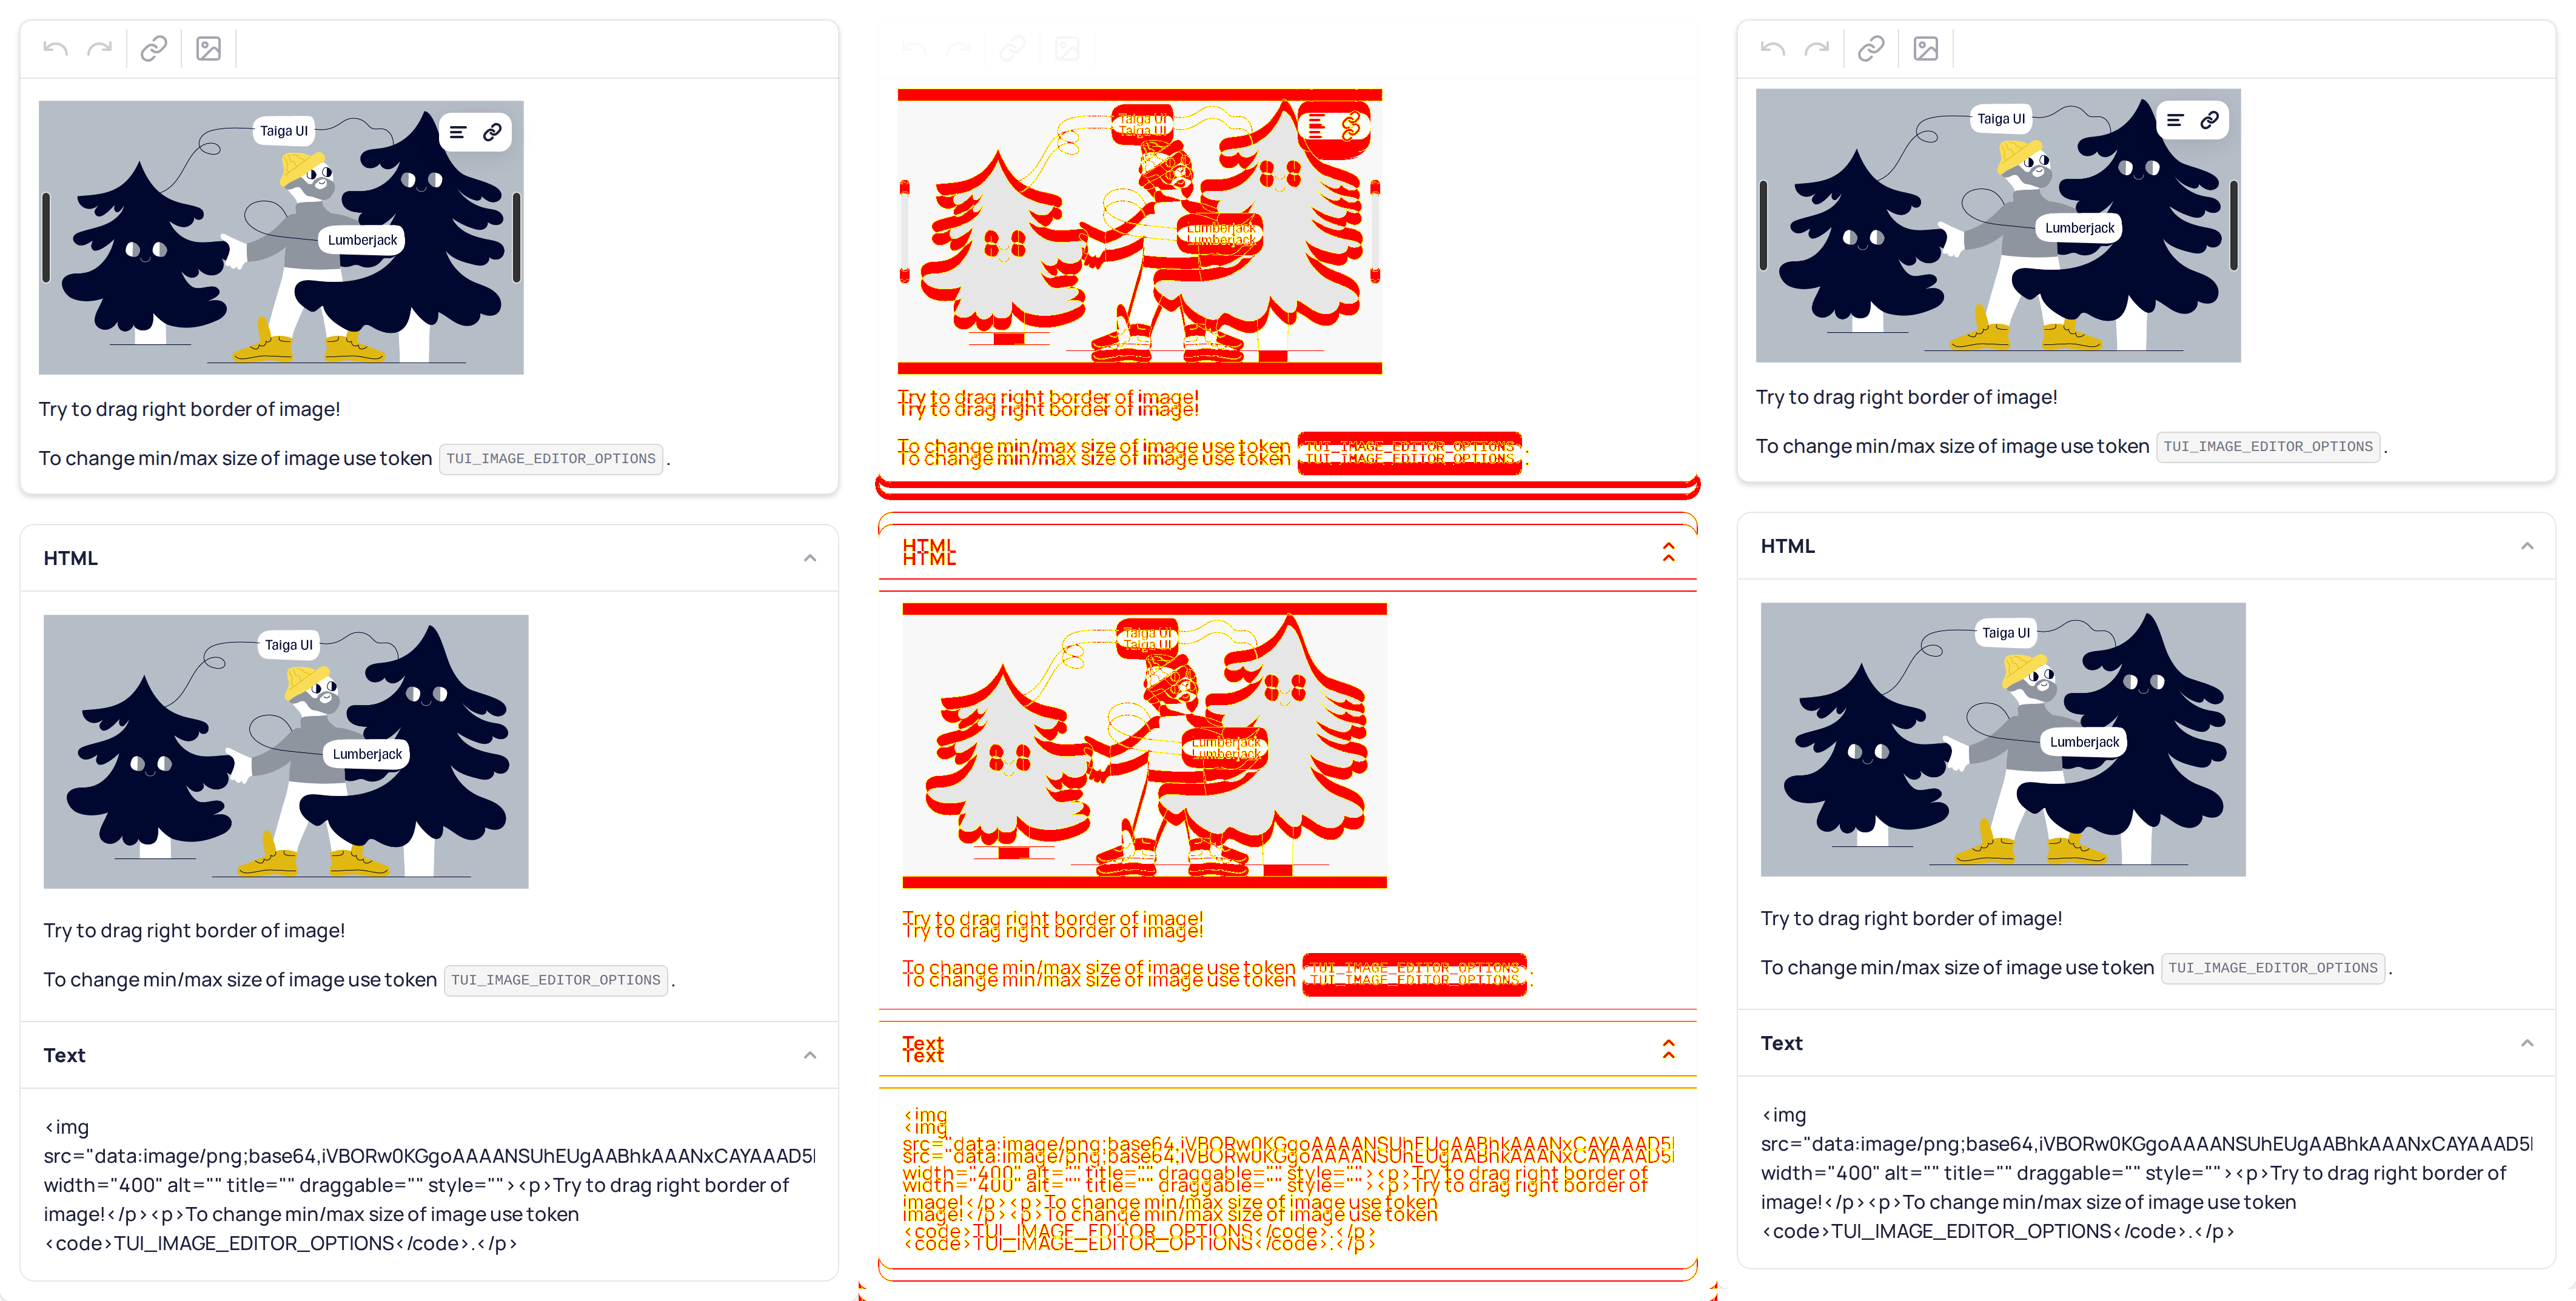 Taiga UI
Lumberjack
Try to drag right border of image!
To change min/max size of image use token TUI_IMAGE_EDITOR_OPTIONS .
HTML
Taiga UI
Lumberjack
Try to drag right border of image!
To change min/max size of image use token TUI_IMAGE_EDITOR_OPTIONS .
Text
<img
src="data:image/png;base64,iVBORw0KGgoAAAANSUhEUgAABhkAAANxCAYAAAD5
width="400" alt="" title="" draggable="" style=""><p>Try to drag right border of
image!</p><p>To change min/max size of image use token
<code>TUI_IMAGE_EDITOR_OPTIONS</code>.</p>
Taiga UI
Taiga UI
Lumberjack
Lumberjack
Try to drag right border of image!
Try to drag right border of image!
To change min/max size of image use token TUI_IMAGE_EDITOR_OPTIONS .
To change min/max size of image use token TUI_IMAGE_EDITOR_OPTIONS .
HTML
HTML
Taiga UI
Taiga UI
Lumberjack
Lumberjack
Try to drag right border of image!
Try to drag right border of image!
To change min/max size of image use token TUI_IMAGE_EDITOR_OPTIONS .
To change min/max size of image use token TUI_IMAGE_EDITOR_OPTIONS .
Text
Text
<img
<img
src="data:image/png;base64,iVBORw0KGgoAAAANSUhEUgAABhkAAANxCAYAAAD5
src="data:image/png;base64,iVBORw0KGgoAAAANSUhEUgAABhkAAANxCAYAAAD5
width="400" alt="" title="" draggable="" style=""><p>Try to drag right border of
width="400" alt="" title="" draggable="" style=""><p>Try to drag right border of
image!</p><p>To change min/max size of image use token
image!</p><p>To change min/max size of image use token
<code>TUI_IMAGE_EDITOR_OPTIONS</code>.</p>
<code>TUI_IMAGE_EDITOR_OPTIONS</code>.</p>
Taiga UI
Lumberjack
Try to drag right border of image!
To change min/max size of image use token TUI_IMAGE_EDITOR_OPTIONS .
HTML
Taiga UI
Lumberjack
Try to drag right border of image!
To change min/max size of image use token TUI_IMAGE_EDITOR_OPTIONS .
Text
<img
src="data:image/png;base64,iVBORw0KGgoAAAANSUhEUgAABhkAAANxCAYAAAD5
width="400" alt="" title="" draggable="" style=""><p>Try to drag right border of
image!</p><p>To change min/max size of image use token
<code>TUI_IMAGE_EDITOR_OPTIONS</code>.</p>